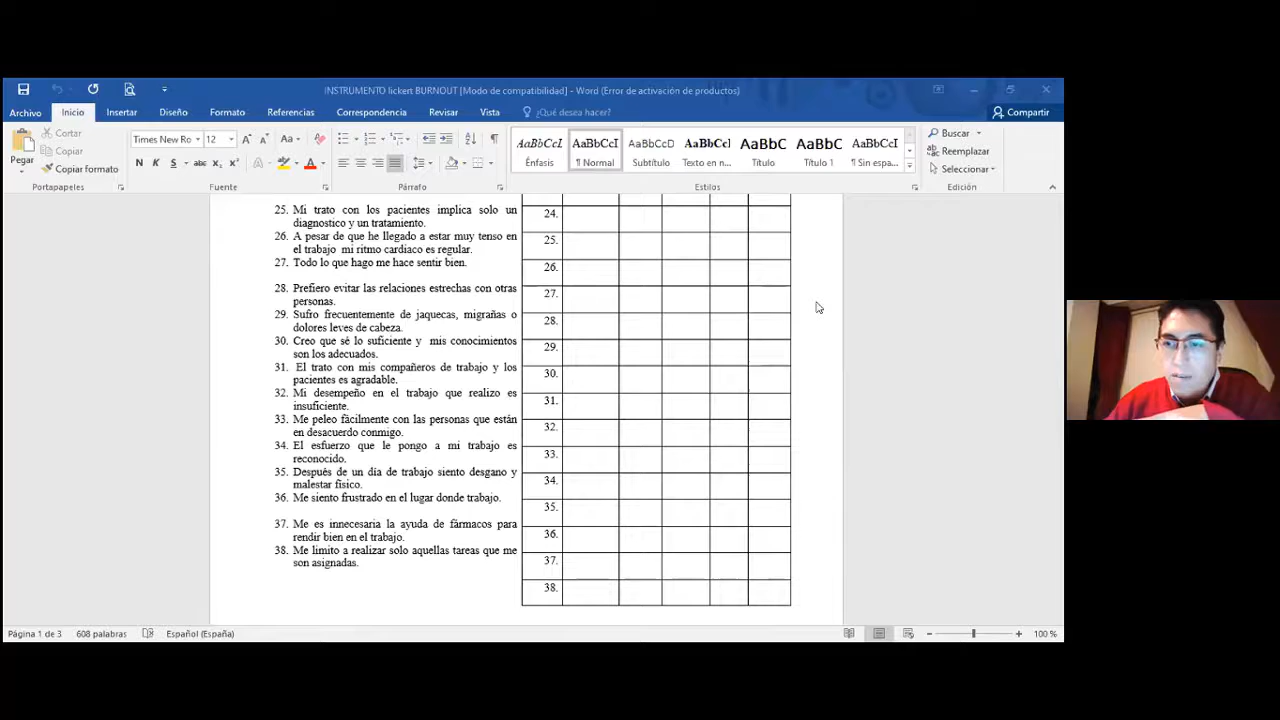 INSTRUMENTO lickert BURNOUT [Modo de compatibilidad] - Word (Error de activación de productos)
Archivo Inicio Insertar Diseño Formato Referencias Correspondencia Revisar Vista ¿Qué desea hacer? Compartir
Pegar
Cortar
Copiar
Copiar formato
Portapapeles
Times New Ro 12
Aa
N K S abc x₂ x²
Fuente
Párrafo
AaBbCcI Énfasis
AaBbCcI ¶ Normal
AaBbCcD Subtítulo
AaBbCcI Texto en n...
AaBbC Título
AaBbC Título 1
AaBbCcI ¶ Sin espa...
Estilos
Buscar
Reemplazar
Seleccionar
Edición
25. Mi trato con los pacientes implica solo un
diagnostico y un tratamiento.
26. A pesar de que he llegado a estar muy tenso en
el trabajo mi ritmo cardiaco es regular.
27. Todo lo que hago me hace sentir bien.
28. Prefiero evitar las relaciones estrechas con otras
personas.
29. Sufro frecuentemente de jaquecas, migrañas o
dolores leves de cabeza.
30. Creo que sé lo suficiente y mis conocimientos
son los adecuados.
31. El trato con mis compañeros de trabajo y los
pacientes es agradable.
32. Mi desempeño en el trabajo que realizo es
insuficiente.
33. Me peleo fácilmente con las personas que están
en desacuerdo conmigo.
34. El esfuerzo que le pongo a mi trabajo es
reconocido.
35. Después de un día de trabajo siento desgano y
malestar físico.
36. Me siento frustrado en el lugar donde trabajo.
37. Me es innecesaria la ayuda de fármacos para
rendir bien en el trabajo.
38. Me limito a realizar solo aquellas tareas que me
son asignadas.
24.
25.
26.
27.
28.
29.
30.
31.
32.
33.
34.
35.
36.
37.
38.
Página 1 de 3 608 palabras Español (España) 100 %